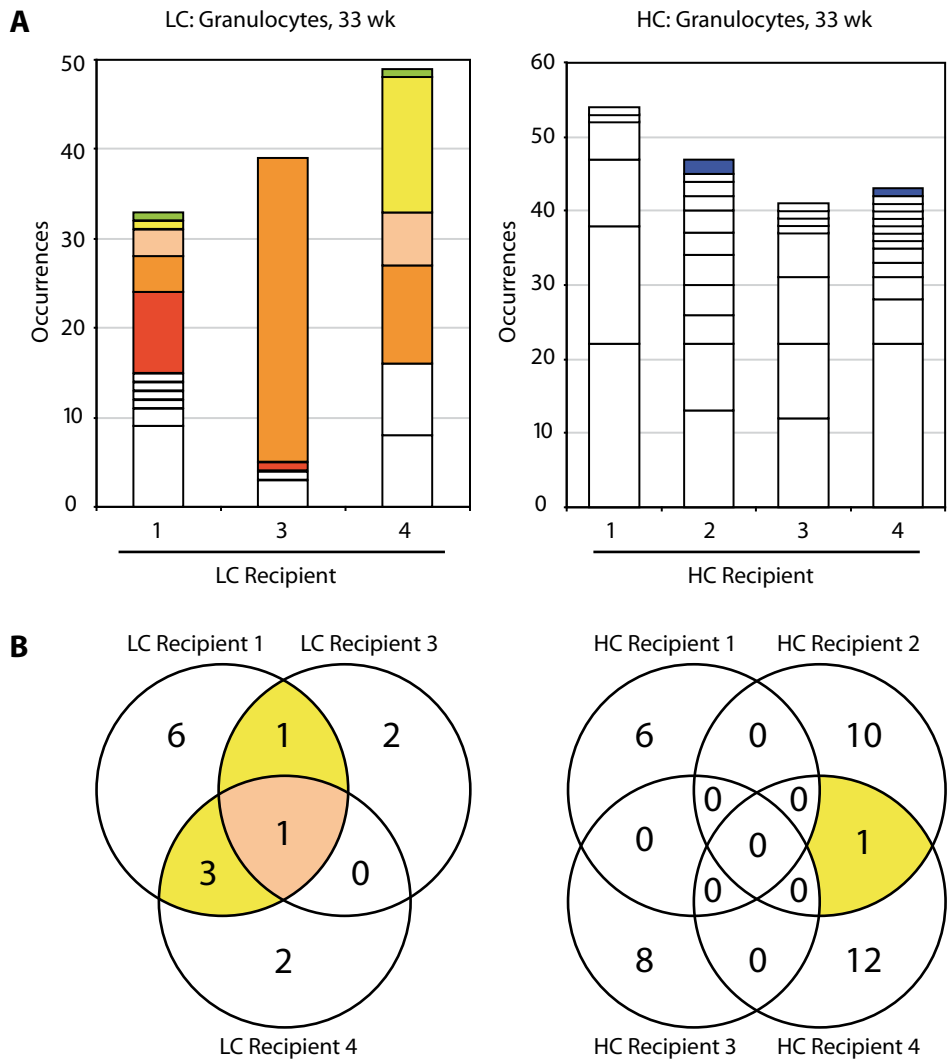 A
LC: Granulocytes, 33 wk
HC: Granulocytes, 33 wk
50
40
30
20
10
0
Occurrences
1 3 4
LC Recipient
60
50
40
30
20
10
0
Occurrences
1 2 3 4
HC Recipient
B
LC Recipient 1
LC Recipient 3
6 1 2
1
3 0
2
LC Recipient 4
HC Recipient 1
HC Recipient 2
6 0 10
0 0
0 0 1
0 0
8 0 12
HC Recipient 3
HC Recipient 4